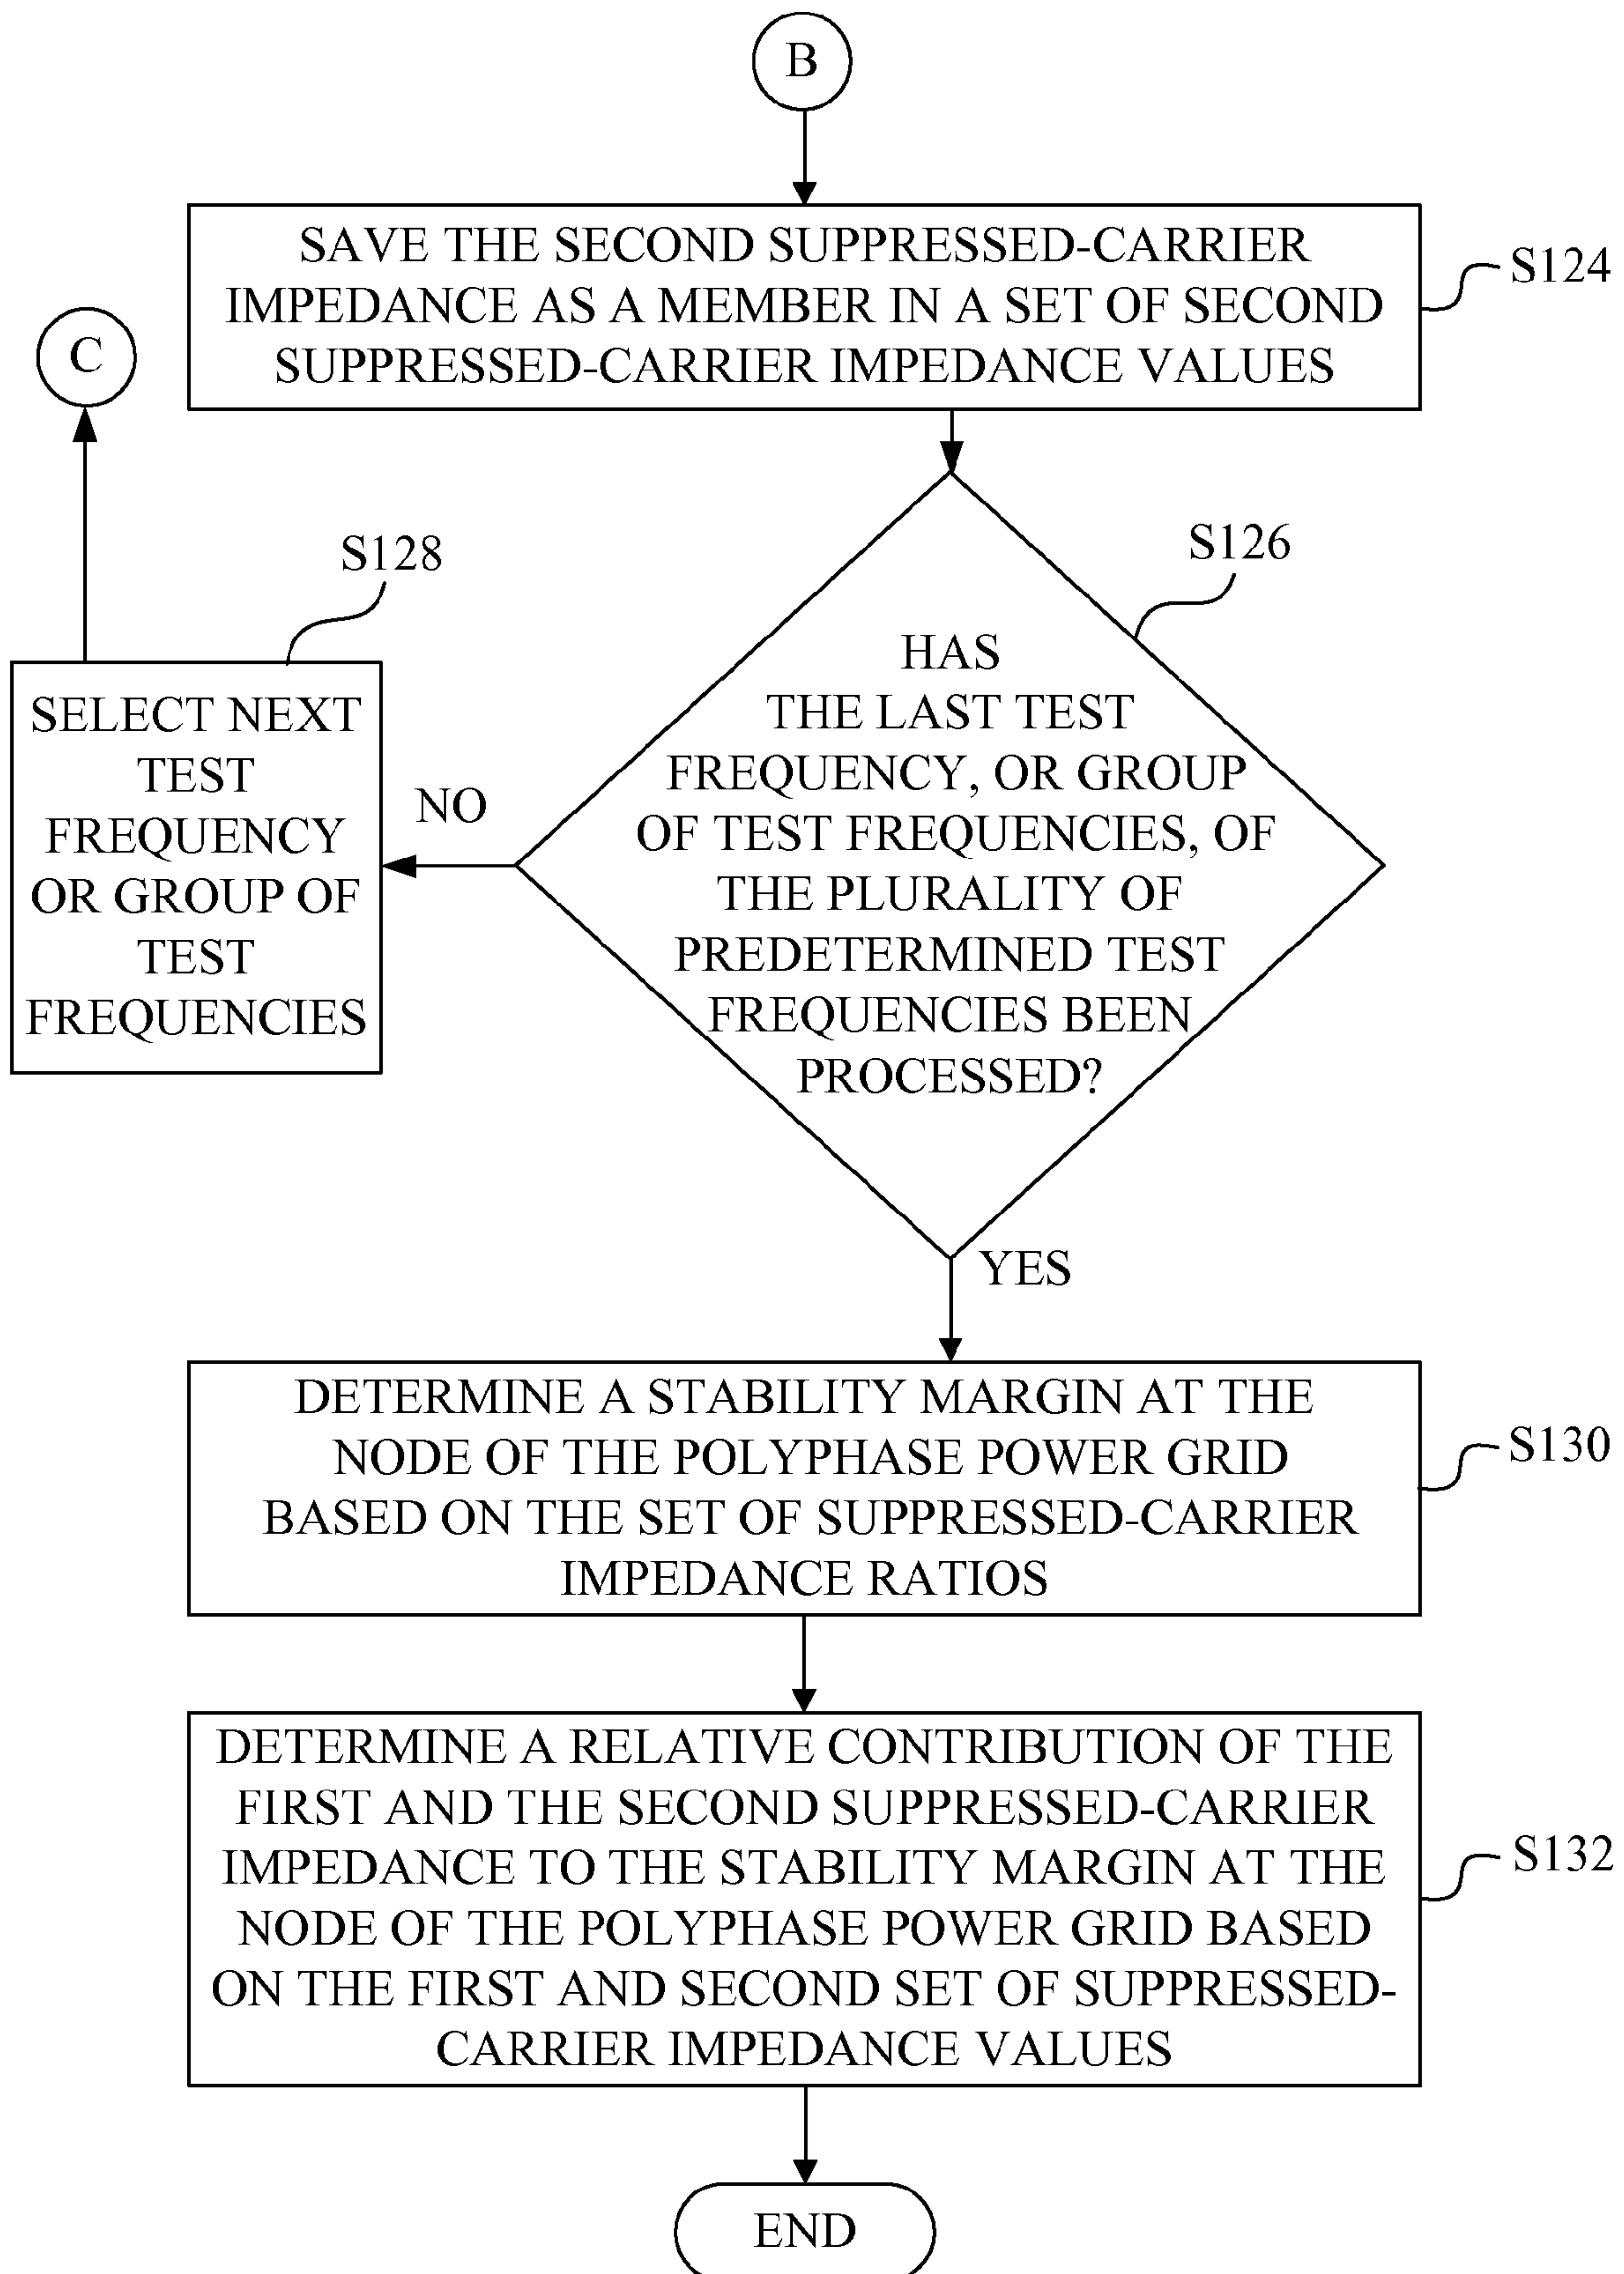 B
SAVE THE SECOND SUPPRESSED-CARRIER
IMPEDANCE AS A MEMBER IN A SET OF SECOND
SUPPRESSED-CARRIER IMPEDANCE VALUES
S124
C
S128
SELECT NEXT
TEST
FREQUENCY
OR GROUP OF
TEST
FREQUENCIES
NO
S126
HAS
THE LAST TEST
FREQUENCY, OR GROUP
OF TEST FREQUENCIES, OF
THE PLURALITY OF
PREDETERMINED TEST
FREQUENCIES BEEN
PROCESSED?
YES
DETERMINE A STABILITY MARGIN AT THE
NODE OF THE POLYPHASE POWER GRID
BASED ON THE SET OF SUPPRESSED-CARRIER
IMPEDANCE RATIOS
S130
DETERMINE A RELATIVE CONTRIBUTION OF THE
FIRST AND THE SECOND SUPPRESSED-CARRIER
IMPEDANCE TO THE STABILITY MARGIN AT THE
NODE OF THE POLYPHASE POWER GRID BASED
ON THE FIRST AND SECOND SET OF SUPPRESSED-
CARRIER IMPEDANCE VALUES
S132
END